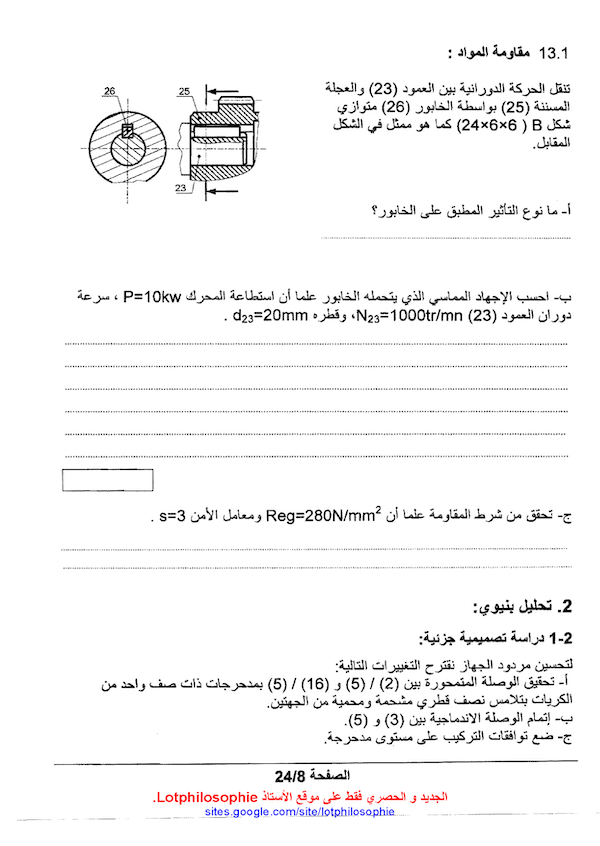 13.1 مقاومة المواد :
تنقل الحركة الدورانية بين العمود (23) والعجلة
المسننة (25) بواسطة الخابور (26) متوازي
شكل B ( 6×6×24) كما هو ممثل في الشكل
المقابل.
26
25
23
أ- ما نوع التأثير المطبق على الخابور؟
ب- احسب الإجهاد المماسي الذي يتحمله الخابور علما أن استطاعة المحرك P=10kw ، سرعة
دوران العمود (23) N23=1000tr/mn، وقطره d23=20mm .
ج- تحقق من شرط المقاومة علما أن Reg=280N/mm² ومعامل الأمن s=3 .
2. تحليل بنيوي:
2-1 دراسة تصميمية جزئية:
لتحسين مردود الجهاز نقترح التغييرات التالية:
أ- تحقيق الوصلة المتمحورة بين (2) / (5) و (16) / (5) بمدحرجات ذات صف واحد من
الكريات بتلامس نصف قطري مشحمة ومحمية من الجهتين.
ب- إتمام الوصلة الاندماجية بين (3) و (5).
ج- ضع توافقات التركيب على مستوى مدحرجة.
الصفحة 24/8
الجديد و الحصري فقط على موقع الأستاذ Lotphilosophie.
sites.google.com/site/lotphilosophie